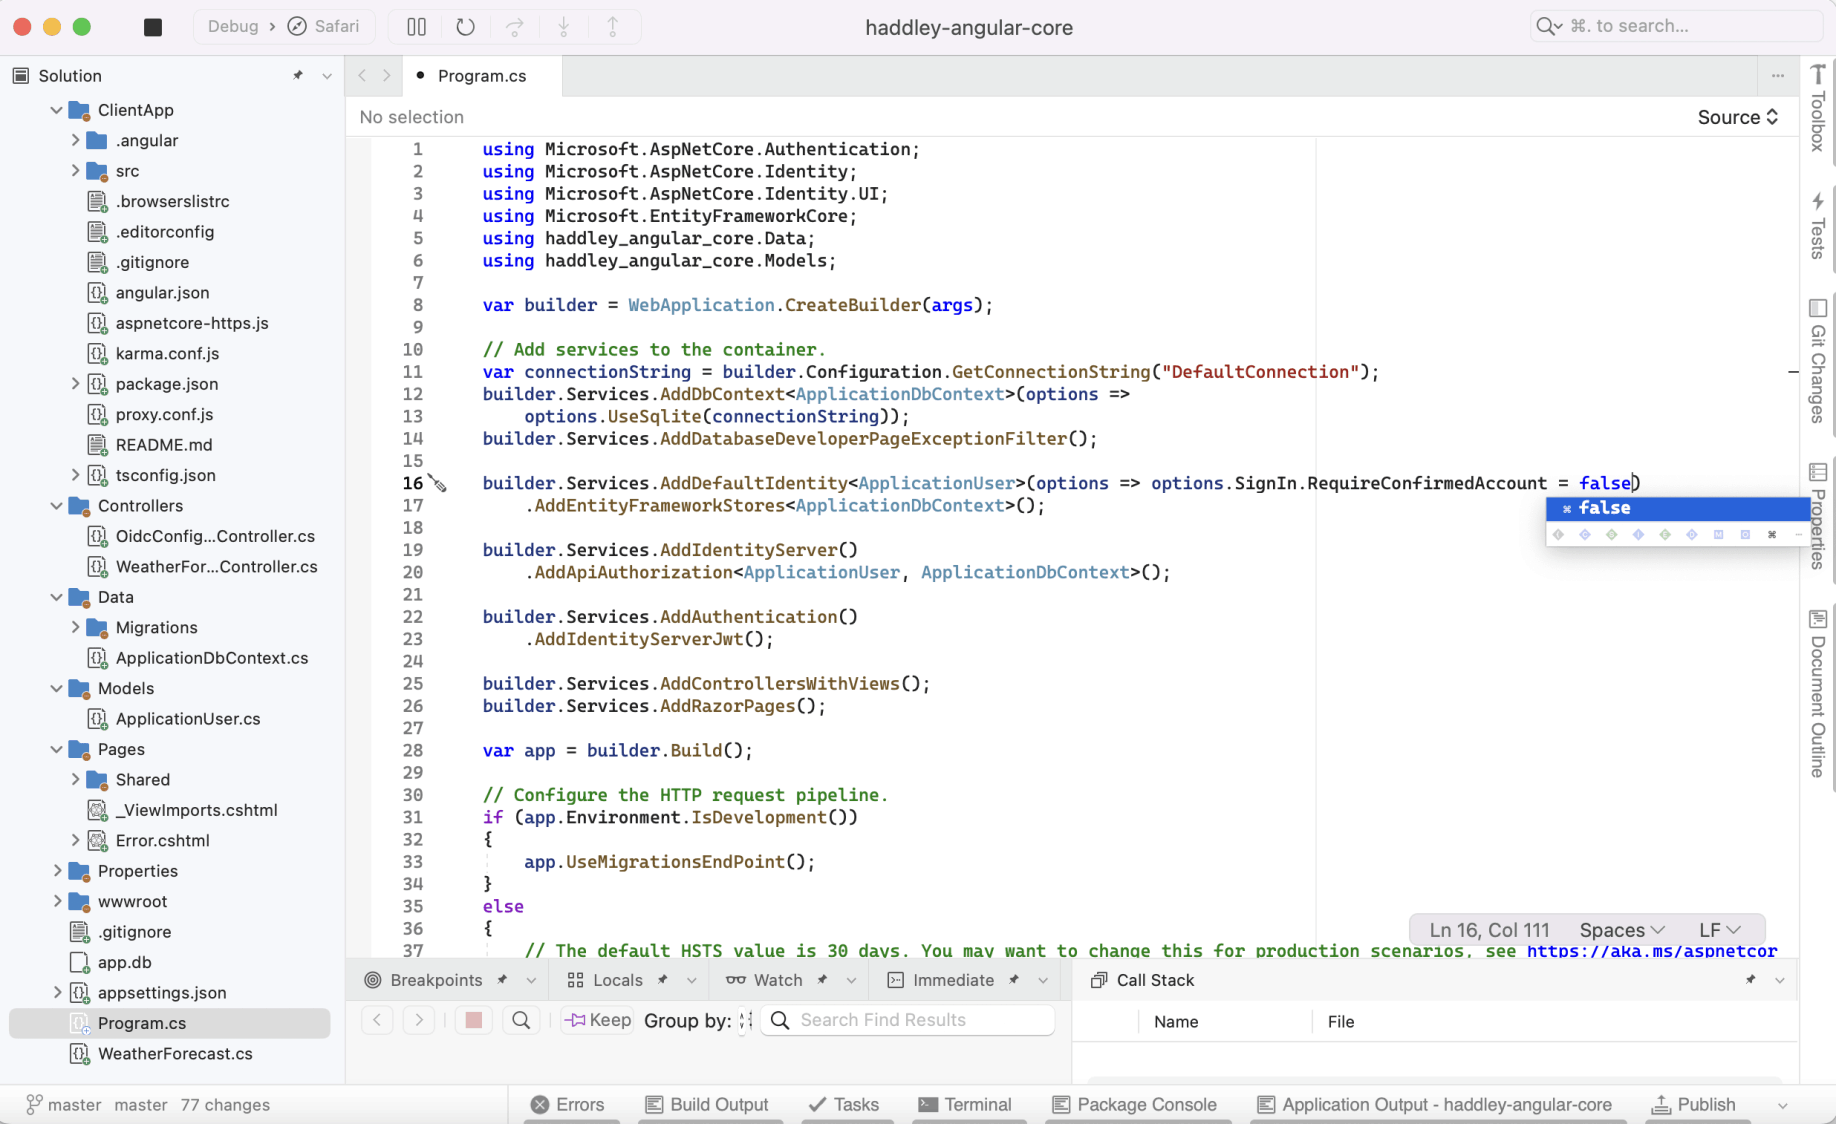 Debug › Safari
haddley-angular-core
⌘. to search...
Solution
Program.cs
No selection
Source
ClientApp
.angular
src
.browserslistrc
.editorconfig
.gitignore
angular.json
aspnetcore-https.js
karma.conf.js
package.json
proxy.conf.js
README.md
tsconfig.json
Controllers
OidcConfig...Controller.cs
WeatherFor...Controller.cs
Data
Migrations
ApplicationDbContext.cs
Models
ApplicationUser.cs
Pages
Shared
_ViewImports.cshtml
Error.cshtml
Properties
wwwroot
.gitignore
app.db
appsettings.json
Program.cs
WeatherForecast.cs
1 using Microsoft.AspNetCore.Authentication;
2 using Microsoft.AspNetCore.Identity;
3 using Microsoft.AspNetCore.Identity.UI;
4 using Microsoft.EntityFrameworkCore;
5 using haddley_angular_core.Data;
6 using haddley_angular_core.Models;
7
8 var builder = WebApplication.CreateBuilder(args);
9
10 // Add services to the container.
11 var connectionString = builder.Configuration.GetConnectionString("DefaultConnection");
12 builder.Services.AddDbContext<ApplicationDbContext>(options =>
13 options.UseSqlite(connectionString));
14 builder.Services.AddDatabaseDeveloperPageExceptionFilter();
15
16 builder.Services.AddDefaultIdentity<ApplicationUser>(options => options.SignIn.RequireConfirmedAccount = false)
17 .AddEntityFrameworkStores<ApplicationDbContext>();
18
19 builder.Services.AddIdentityServer()
20 .AddApiAuthorization<ApplicationUser, ApplicationDbContext>();
21
22 builder.Services.AddAuthentication()
23 .AddIdentityServerJwt();
24
25 builder.Services.AddControllersWithViews();
26 builder.Services.AddRazorPages();
27
28 var app = builder.Build();
29
30 // Configure the HTTP request pipeline.
31 if (app.Environment.IsDevelopment())
32 {
33 app.UseMigrationsEndPoint();
34 }
35 else
36 {
37 // The default HSTS value is 30 days. You may want to change this for production scenarios, see https://aka.ms/aspnetcor
false
Ln 16, Col 111 Spaces LF
Toolbox
Tests
Git Changes
Properties
Document Outline
Breakpoints Locals Watch Immediate
Call Stack
Keep Group by: Search Find Results
Name File
master master 77 changes
Errors Build Output Tasks Terminal Package Console Application Output - haddley-angular-core Publish